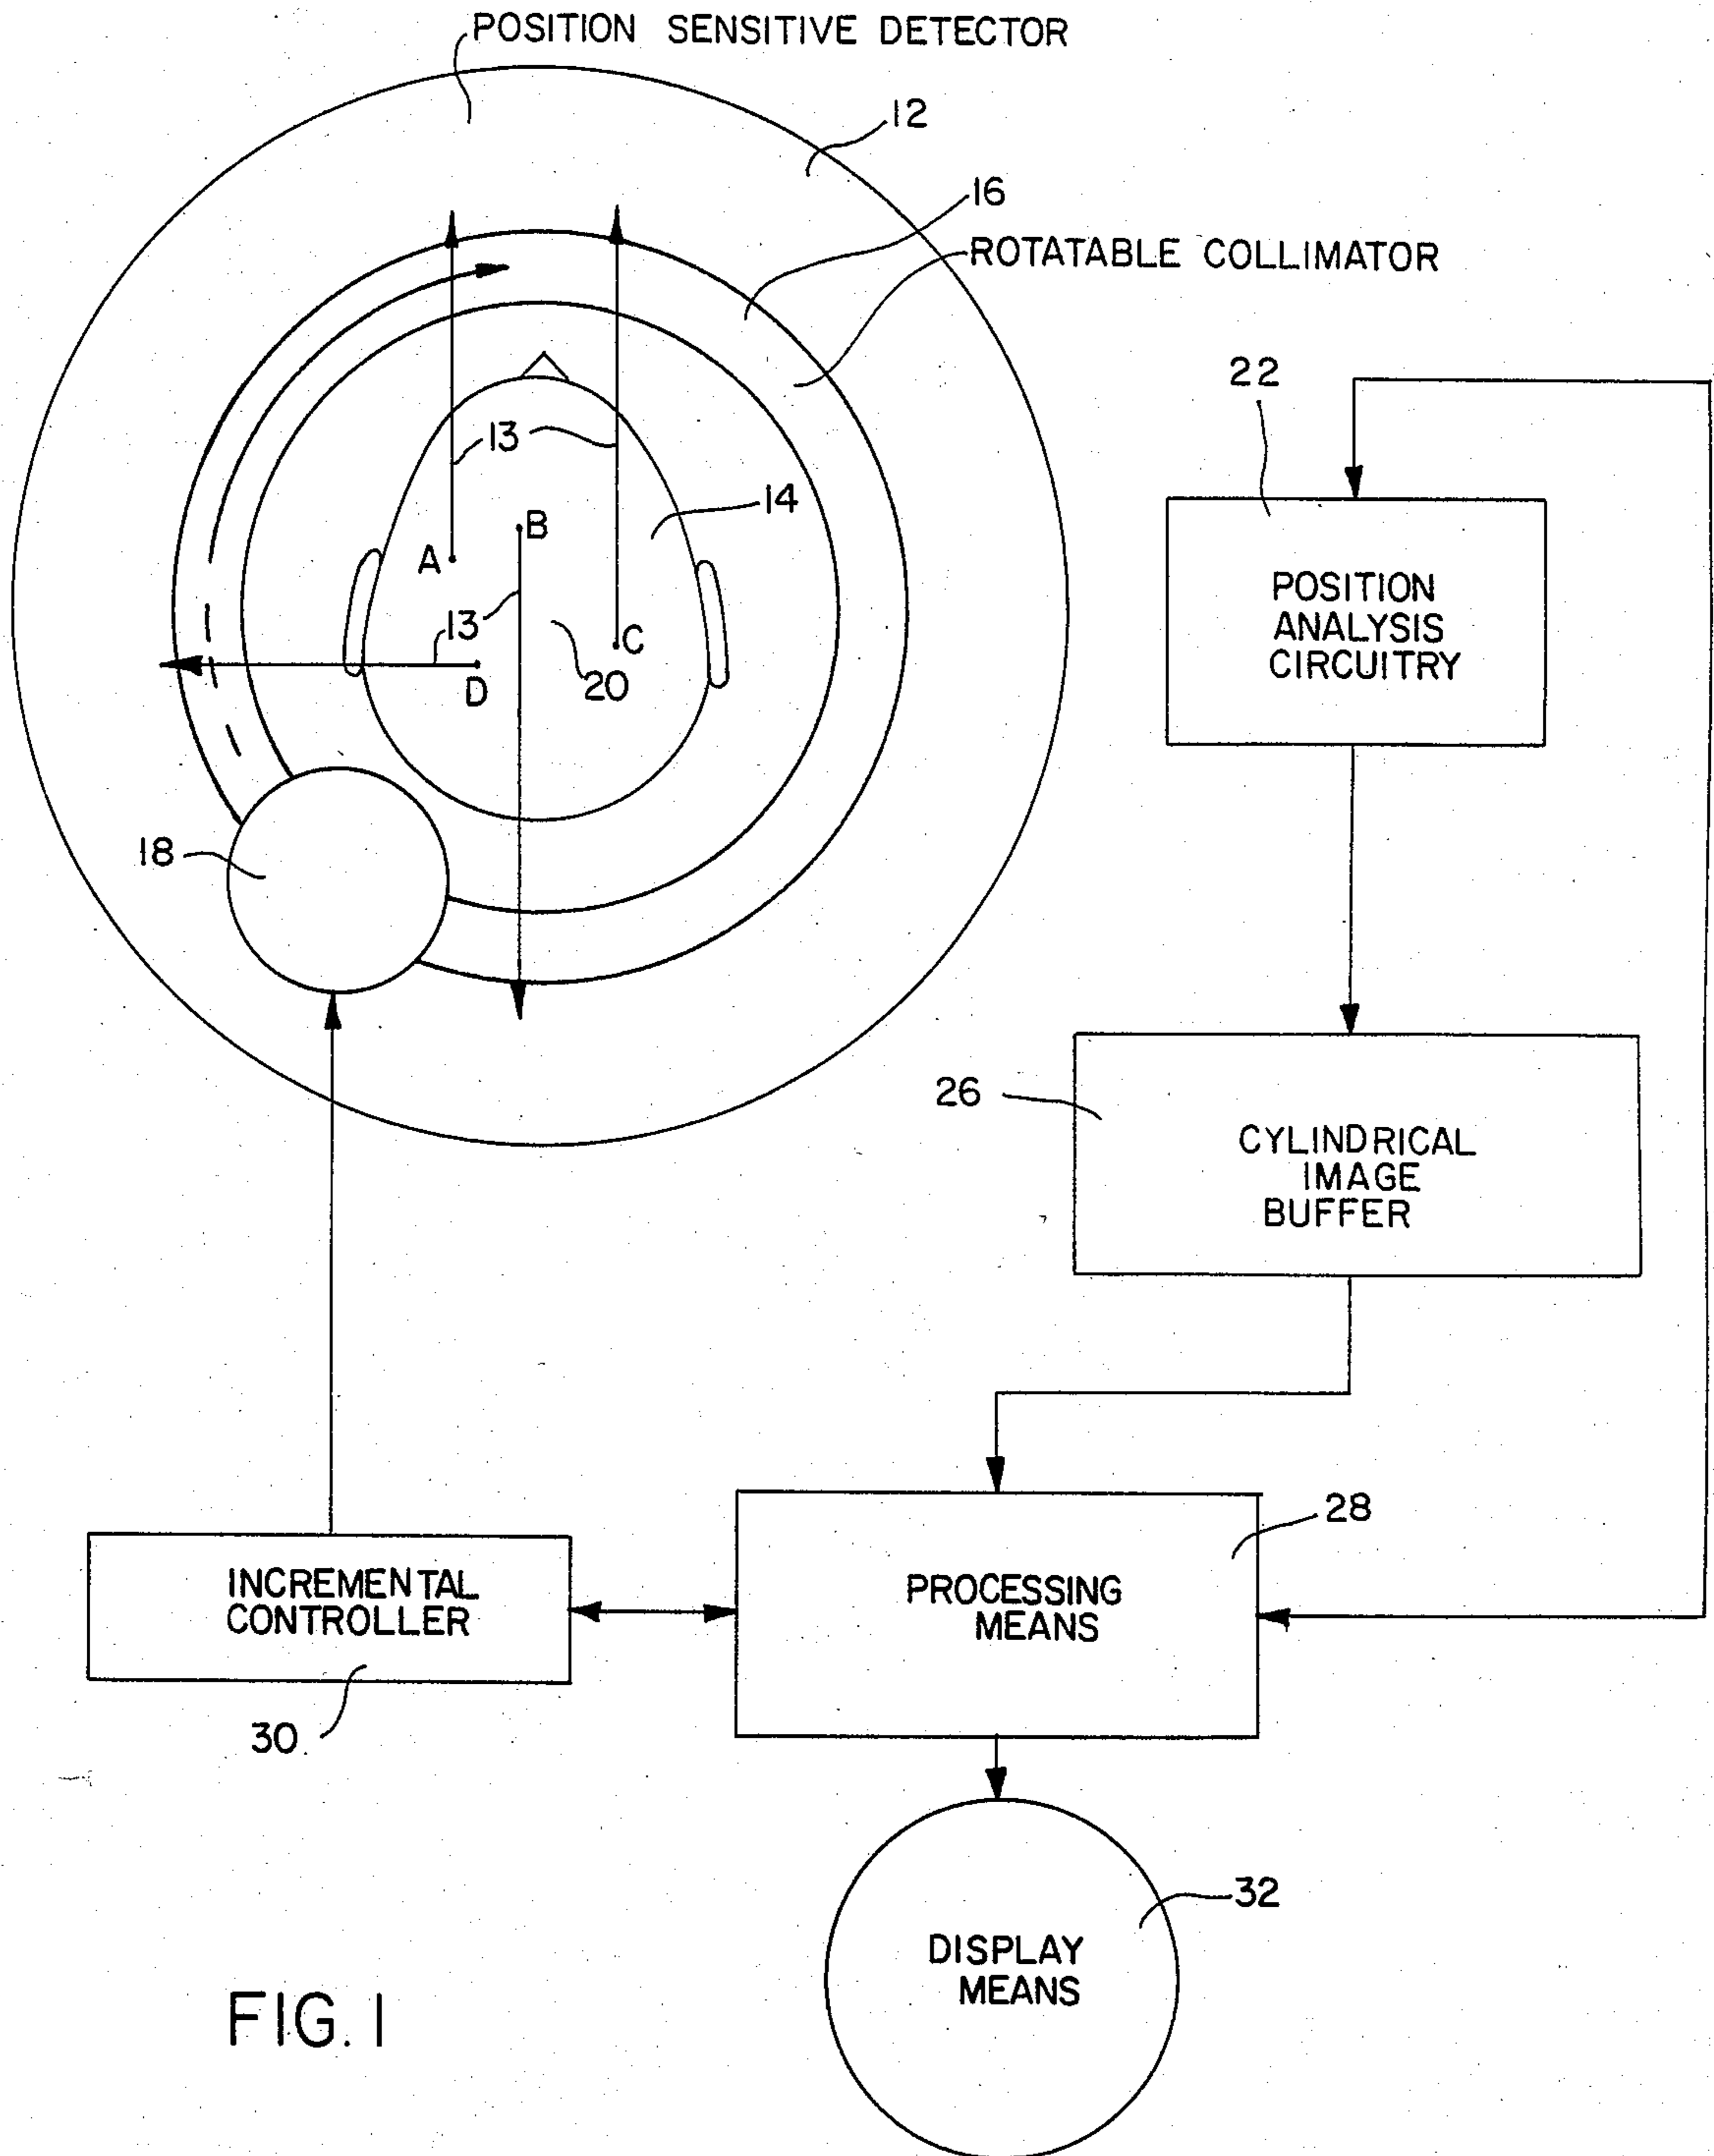 POSITION SENSITIVE DETECTOR
12
16
ROTATABLE COLLIMATOR
22
13
14
B
A
POSITION
ANALYSIS
CIRCUITRY
13
C
D
20
18
26
CYLINDRICAL
IMAGE
BUFFER
28
INCREMENTAL
CONTROLLER
PROCESSING
MEANS
30
32
DISPLAY
MEANS
FIG. 1